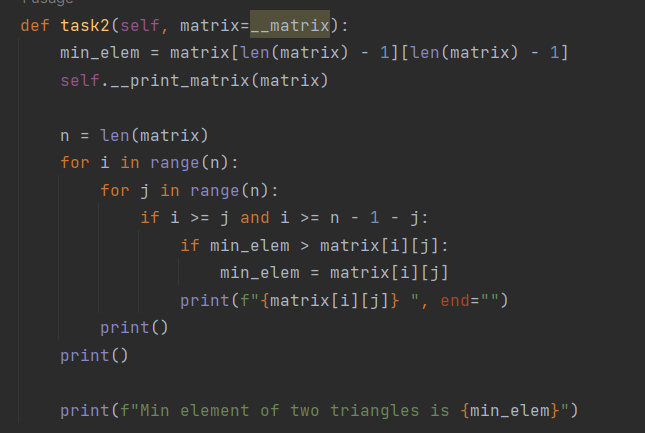 usage
def task2(self, matrix=__matrix):
    min_elem = matrix[len(matrix) - 1][len(matrix) - 1]
    self.__print_matrix(matrix)

    n = len(matrix)
    for i in range(n):
        for j in range(n):
            if i >= j and i >= n - 1 - j:
                if min_elem > matrix[i][j]:
                    min_elem = matrix[i][j]
                print(f"{matrix[i][j]} ", end="")
        print()
    print()

    print(f"Min element of two triangles is {min_elem}")